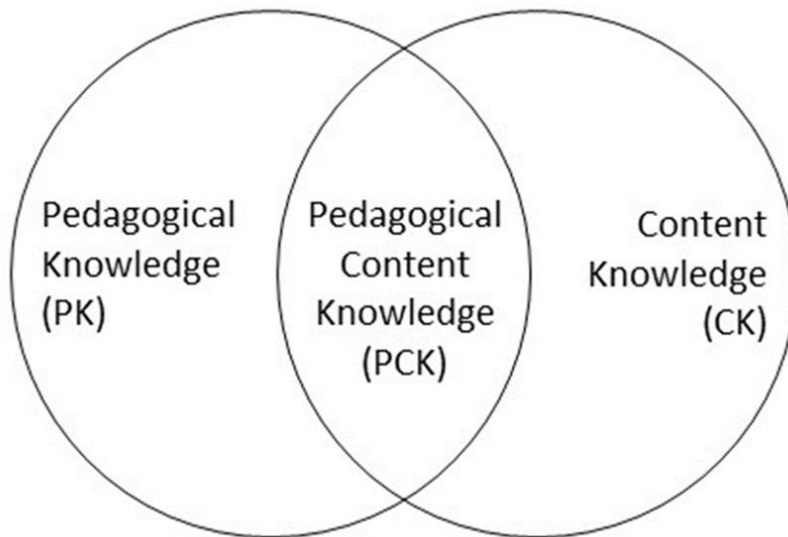 Pedagogical
Knowledge
(PK)
Pedagogical
Content
Knowledge
(PCK)
Content
Knowledge
(CK)